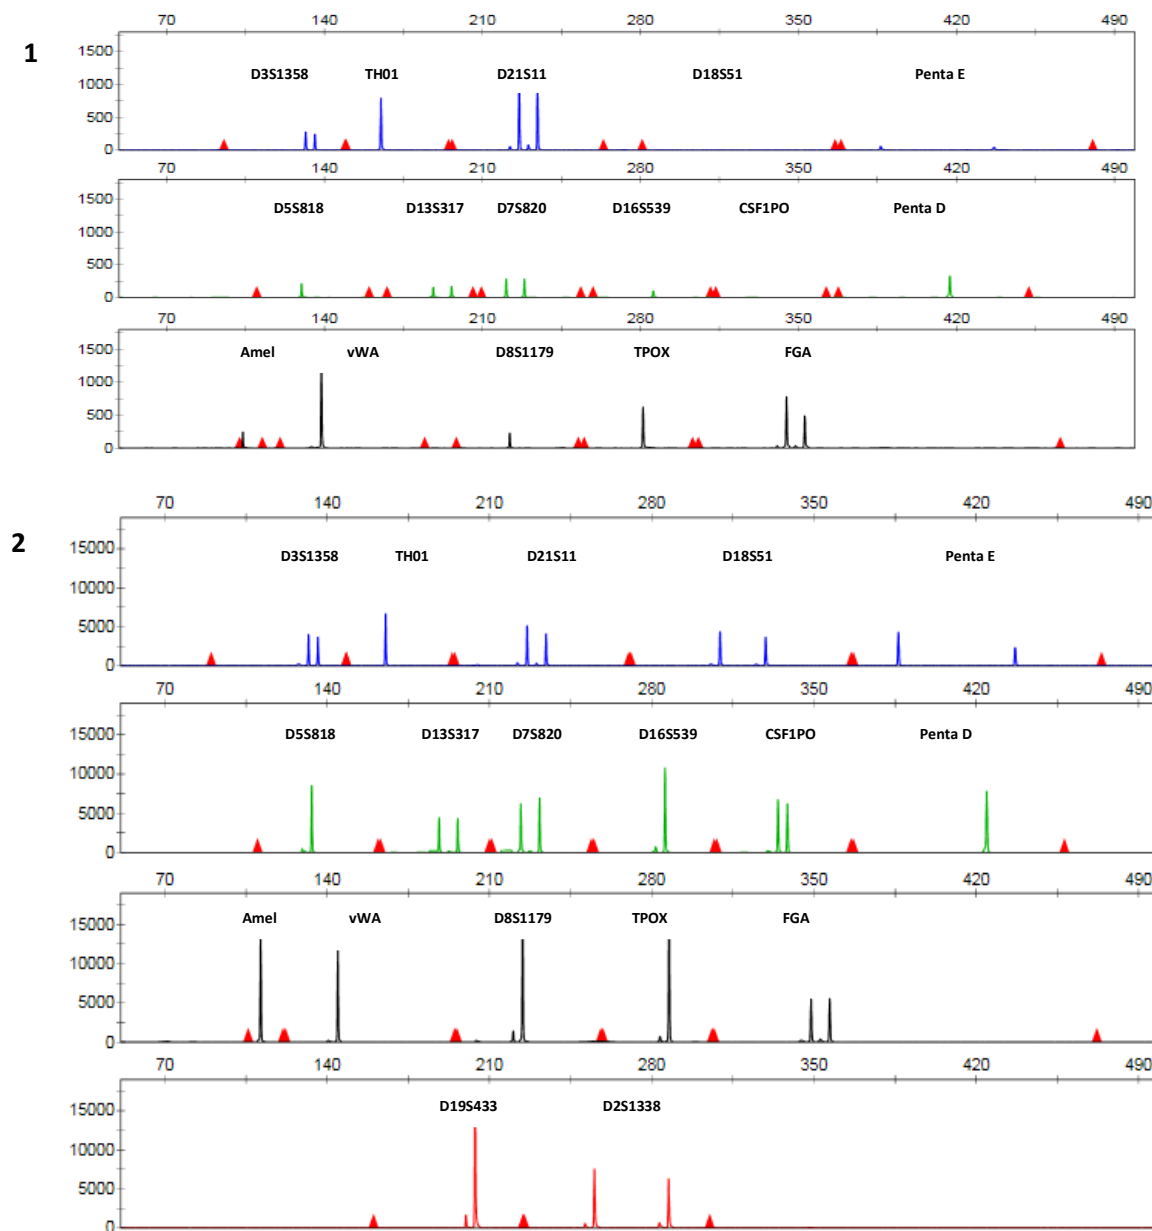 70 140 210 280 350 420 490
1
1500
D3S1358 TH01 D21S11 D18S51 Penta E
1000
500
0
70 140 210 280 350 420 490
1500
D5S818 D13S317 D7S820 D16S539 CSF1PO Penta D
1000
500
0
70 140 210 280 350 420 490
1500
Amel vWA D8S1179 TPOX FGA
1000
500
0
70 140 210 280 350 420 490
2
15000
D3S1358 TH01 D21S11 D18S51 Penta E
10000
5000
0
70 140 210 280 350 420 490
15000
D5S818 D13S317 D7S820 D16S539 CSF1PO Penta D
10000
5000
0
70 140 210 280 350 420 490
Amel vWA D8S1179 TPOX FGA
15000
10000
5000
0
70 140 210 280 350 420 490
D19S433 D2S1338
15000
10000
5000
0